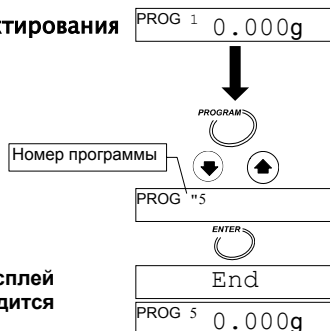 ктирования
PROG 1 0.000g
PROGRAM
Номер программы
PROG "5
ENTER
сплей
End
дится
PROG 5 0.000g